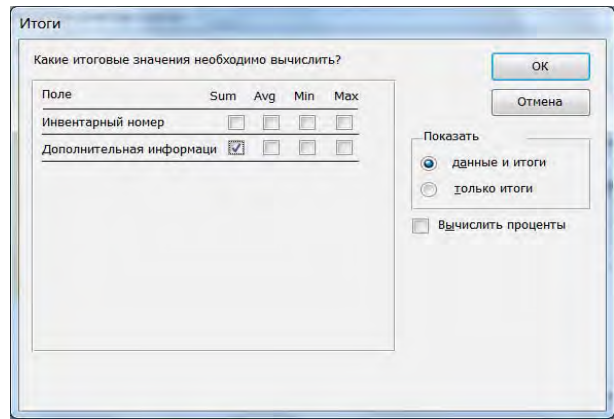 Итоги
Какие итоговые значения необходимо вычислить?
ОК
Отмена
Поле Sum Avg Min Max
Инвентарный номер
Дополнительная информаци
Показать
данные и итоги
только итоги
Вычислить проценты